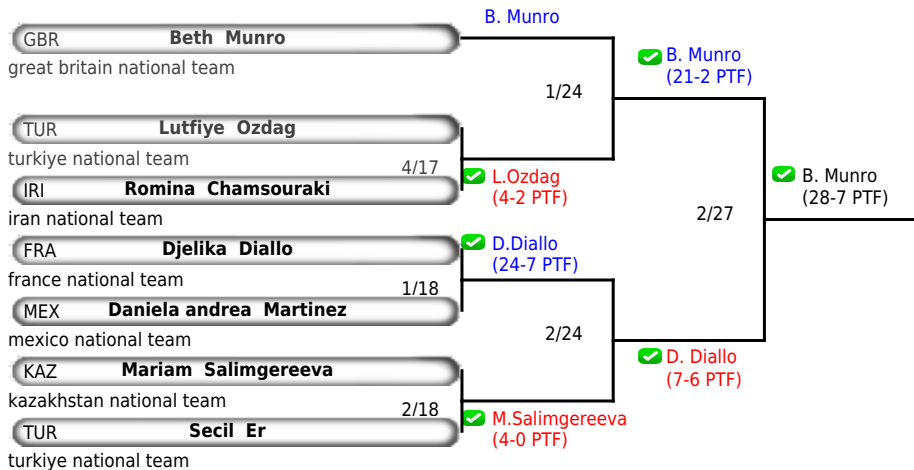 B. Munro
GBR Beth Munro
great britain national team
B. Munro
(21-2 PTF)
1/24
TUR Lutfiye Ozdag
turkiye national team
4/17
L.Ozdag
(4-2 PTF)
IRI Romina Chamsouraki
iran national team
B. Munro
(28-7 PTF)
2/27
FRA Djelika Diallo
france national team
D.Diallo
(24-7 PTF)
1/18
MEX Daniela andrea Martinez
mexico national team
2/24
D. Diallo
(7-6 PTF)
KAZ Mariam Salimgereeva
kazakhstan national team
2/18
M.Salimgereeva
(4-0 PTF)
TUR Secil Er
turkiye national team